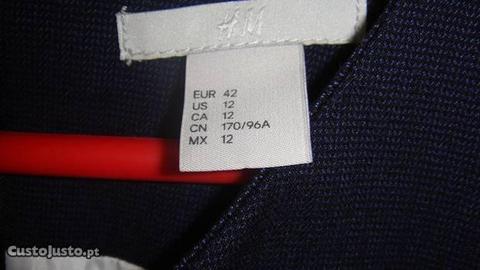 H&M
EUR 42
US 12
CA 12
CN 170/96A
MX 12
CustoJusto.pt